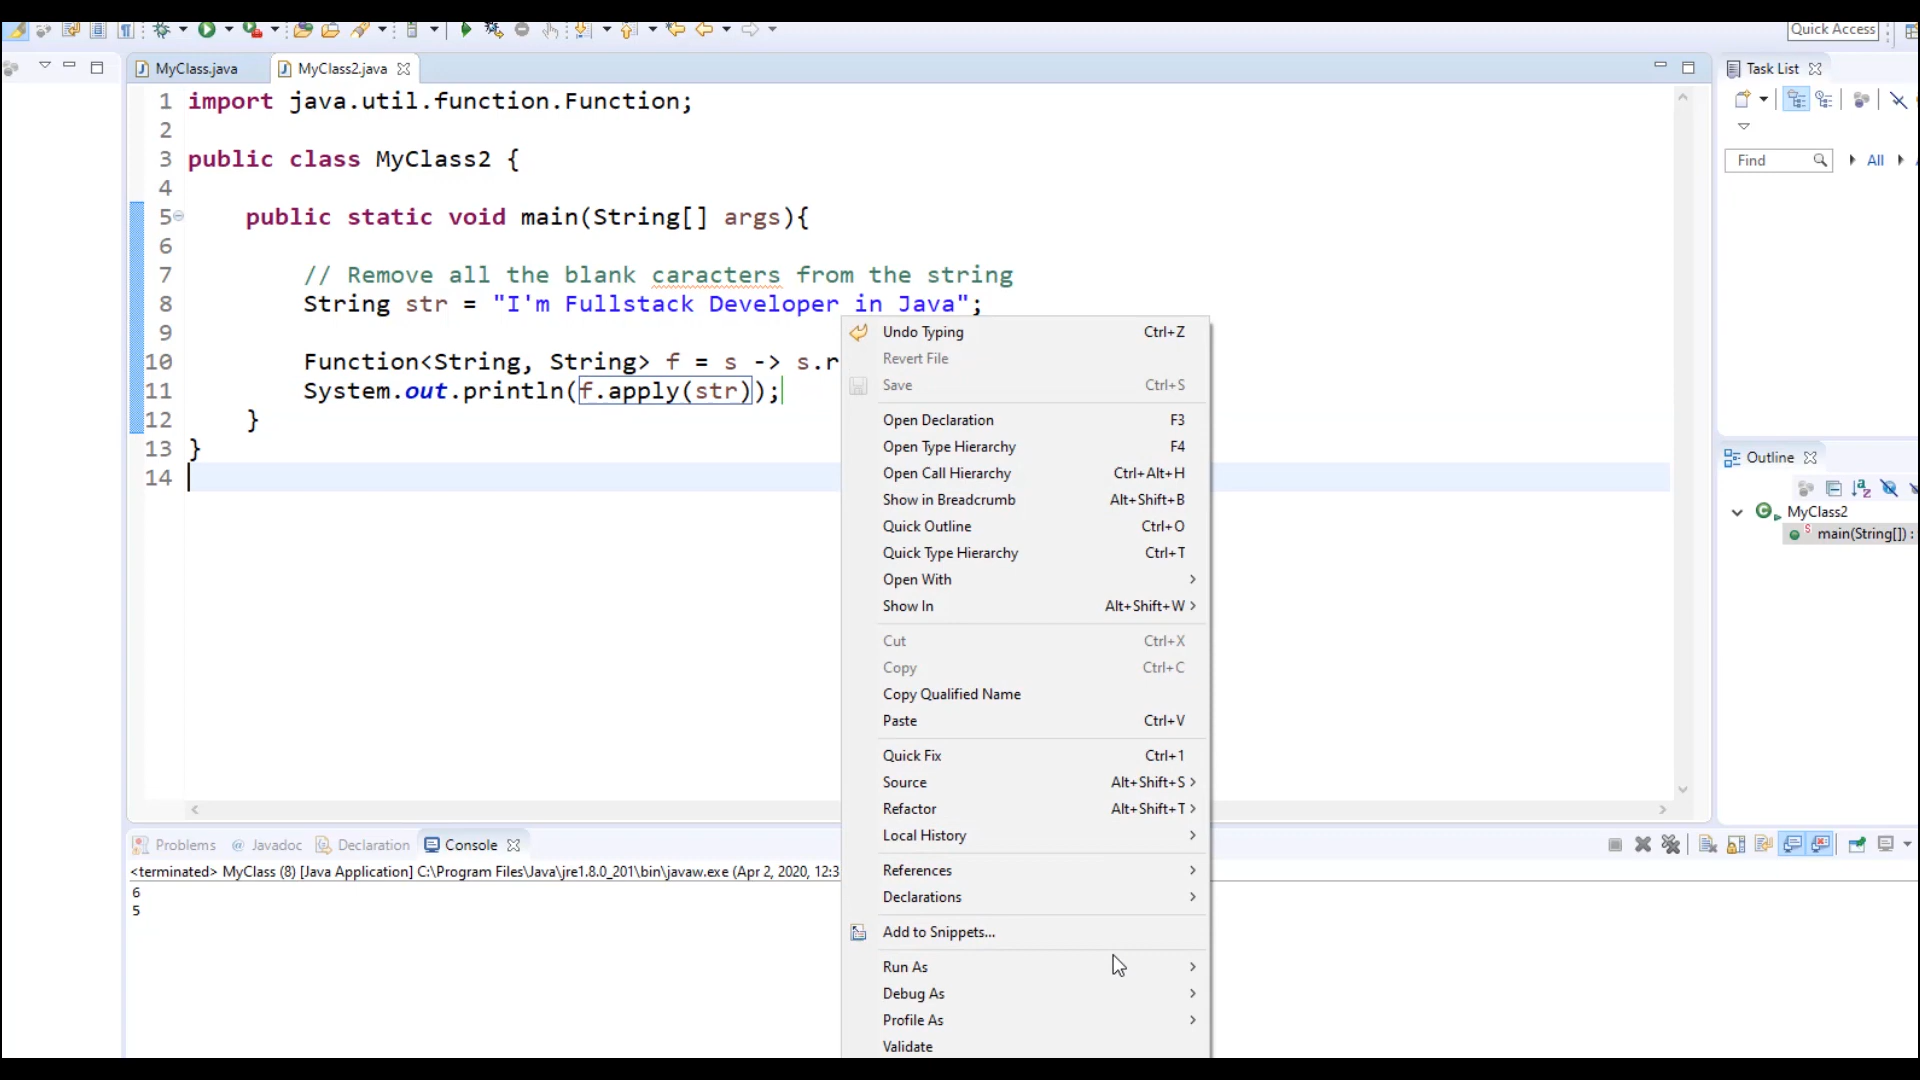 Quick Access
MyClass.java
MyClass2.java
Task List
1 import java.util.function.Function;
2
3 public class MyClass2 {
4
5 public static void main(String[] args){
6
7 // Remove all the blank caracters from the string
8 String str = "I'm Fullstack Developer in Java";
9
10 Function<String, String> f = s -> s.r
11 System.out.println(f.apply(str));
12 }
13 }
14
Find
All
Undo Typing Ctrl+Z
Revert File
Save Ctrl+S
Open Declaration F3
Open Type Hierarchy F4
Open Call Hierarchy Ctrl+Alt+H
Show in Breadcrumb Alt+Shift+B
Quick Outline Ctrl+O
Quick Type Hierarchy Ctrl+T
Open With
Show In Alt+Shift+W
Cut Ctrl+X
Copy Ctrl+C
Copy Qualified Name
Paste Ctrl+V
Quick Fix Ctrl+1
Source Alt+Shift+S
Refactor Alt+Shift+T
Local History
References
Declarations
Add to Snippets...
Run As
Debug As
Profile As
Validate
Outline
MyClass2
main(String[]) :
Problems
@ Javadoc
Declaration
Console
<terminated> MyClass (8) [Java Application] C:\Program Files\Java\jre1.8.0_201\bin\javaw.exe (Apr 2, 2020, 12:3
6
5